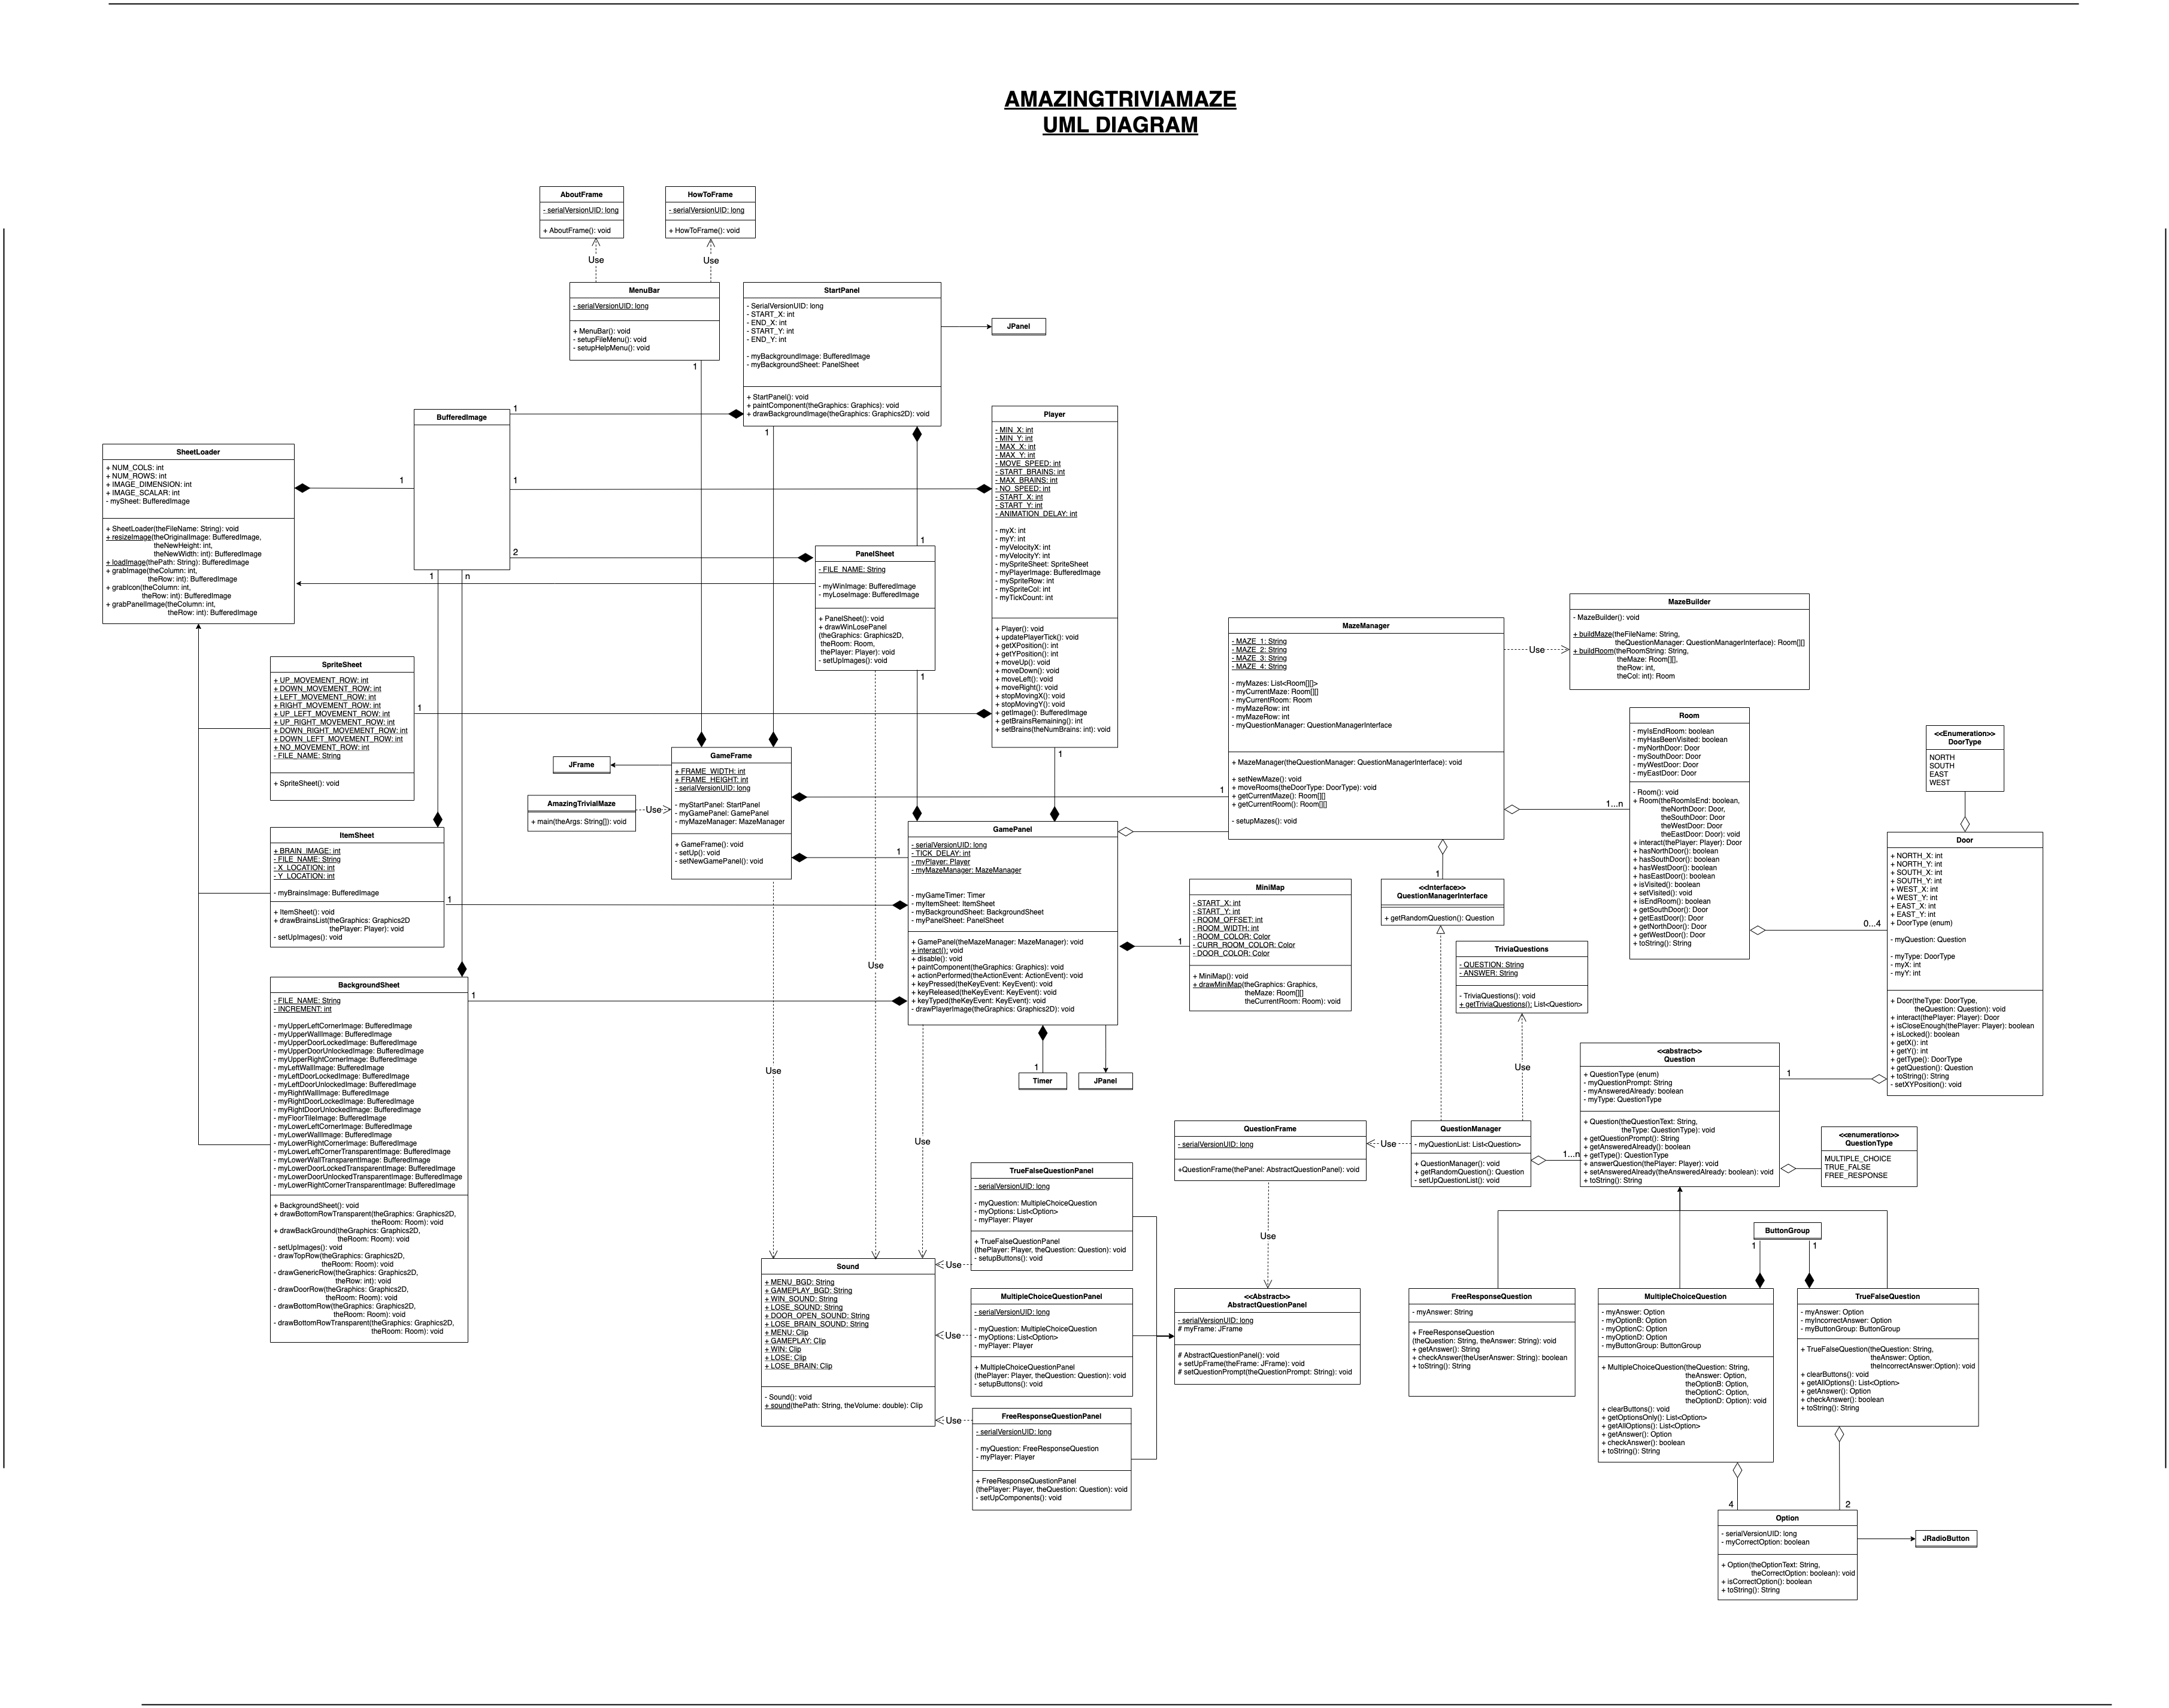 AMAZINGTRIVIAMAZE
UML DIAGRAM
AboutFrame
- serialVersionUID: long
+ AboutFrame(): void
HowToFrame
- serialVersionUID: long
+ HowToFrame(): void
Use
Use
MenuBar
- serialVersionUID: long
+ MenuBar(): void
- setupFileMenu(): void
- setupHelpMenu(): void
1
StartPanel
- SerialVersionUID: long
- START_X: int
- END_X: int
- START_Y: int
- END_Y: int
- myBackgroundImage: BufferedImage
- myBackgroundSheet: PanelSheet
+ StartPanel(): void
+ paintComponent(theGraphics: Graphics): void
+ drawBackgroundImage(theGraphics: Graphics2D): void
1
JPanel
BufferedImage
1
1
1
2
1
n
SheetLoader
+ NUM_COLS: int
+ NUM_ROWS: int
+ IMAGE_DIMENSION: int
+ IMAGE_SCALAR: int
- mySheet: BufferedImage
+ SheetLoader(theFileName: String): void
+ resizeImage(theOriginalImage: BufferedImage,
theNewHeight: int,
theNewWidth: int): BufferedImage
+ loadImage(thePath: String): BufferedImage
+ grabImage(theColumn: int,
theRow: int): BufferedImage
+ grabIcon(theColumn: int,
theRow: int): BufferedImage
+ grabPanelImage(theColumn: int,
theRow: int): BufferedImage
Player
- MIN_X: int
- MIN_Y: int
- MAX_X: int
- MAX_Y: int
- MOVE_SPEED: int
- START_BRAINS: int
- MAX_BRAINS: int
- NO_SPEED: int
- START_X: int
- START_Y: int
- ANIMATION_DELAY: int
- myX: int
- myY: int
- myVelocityX: int
- myVelocityY: int
- mySpriteSheet: SpriteSheet
- myPlayerImage: BufferedImage
- mySpriteRow: int
- mySpriteCol: int
- myTickCount: int
+ Player(): void
+ updatePlayerTick(): void
+ getXPosition(): int
+ getYPosition(): int
+ moveUp(): void
+ moveDown(): void
+ moveLeft(): void
+ moveRight(): void
+ stopMovingX(): void
+ stopMovingY(): void
+ getImage(): BufferedImage
+ getBrainsRemaining(): int
+ setBrains(theNumBrains: int): void
1
1
PanelSheet
- FILE_NAME: String
- myWinImage: BufferedImage
- myLoseImage: BufferedImage
+ PanelSheet(): void
+ drawWinLosePanel
(theGraphics: Graphics2D,
theRoom: Room,
thePlayer: Player): void
- setUpImages(): void
1
SpriteSheet
+ UP_MOVEMENT_ROW: int
+ DOWN_MOVEMENT_ROW: int
+ LEFT_MOVEMENT_ROW: int
+ RIGHT_MOVEMENT_ROW: int
+ UP_LEFT_MOVEMENT_ROW: int
+ UP_RIGHT_MOVEMENT_ROW: int
+ DOWN_RIGHT_MOVEMENT_ROW: int
+ DOWN_LEFT_MOVEMENT_ROW: int
+ NO_MOVEMENT_ROW: int
- FILE_NAME: String
+ SpriteSheet(): void
1
JFrame
AmazingTrivialMaze
+ main(theArgs: String[]): void
Use
GameFrame
+ FRAME_WIDTH: int
+ FRAME_HEIGHT: int
- serialVersionUID: long
- myStartPanel: StartPanel
- myGamePanel: GamePanel
- myMazeManager: MazeManager
+ GameFrame(): void
- setUp(): void
- setNewGamePanel(): void
1
1
MazeManager
- MAZE_1: String
- MAZE_2: String
- MAZE_3: String
- MAZE_4: String
- myMazes: List<Room[][]>
- myCurrentMaze: Room[][]
- myCurrentRoom: Room
- myMazeRow: int
- myMazeRow: int
- myQuestionManager: QuestionManagerInterface
+ MazeManager(theQuestionManager: QuestionManagerInterface): void
+ setNewMaze(): void
+ moveRooms(theDoorType: DoorType): void
+ getCurrentMaze(): Room[][]
+ getCurrentRoom(): Room[][]
- setupMazes(): void
Use
MazeBuilder
- MazeBuilder(): void
+ buildMaze(theFileName: String,
theQuestionManager: QuestionManagerInterface): Room[][]
+ buildRoom(theRoomString: String,
theMaze: Room[][],
theRow: int,
theCol: int): Room
1...n
Room
- myIsEndRoom: boolean
- myHasBeenVisited: boolean
- myNorthDoor: Door
- mySouthDoor: Door
- myWestDoor: Door
- myEastDoor: Door
- Room(): void
+ Room(theRoomIsEnd: boolean,
theNorthDoor: Door,
theSouthDoor: Door,
theWestDoor: Door
theEastDoor: Door): void
+ interact(thePlayer: Player): Door
+ hasNorthDoor(): boolean
+ hasSouthDoor(): boolean
+ hasWestDoor(): boolean
+ hasEastDoor(): boolean
+ isVisited(): boolean
+ setVisited(): void
+ isEndRoom(): boolean
+ getSouthDoor(): Door
+ getEastDoor(): Door
+ getNorthDoor(): Door
+ getWestDoor(): Door
+ toString(): String
0...4
<<Enumeration>>
DoorType
NORTH
SOUTH
EAST
WEST
Door
+ NORTH_X: int
+ NORTH_Y: int
+ SOUTH_X: int
+ SOUTH_Y: int
+ WEST_X: int
+ WEST_Y: int
+ EAST_X: int
+ EAST_Y: int
+ DoorType (enum)
- myQuestion: Question
- myType: DoorType
- myX: int
- myY: int
+ Door(theType: DoorType,
theQuestion: Question): void
+ interact(thePlayer: Player): Door
+ isCloseEnough(thePlayer: Player): boolean
+ isLocked(): boolean
+ getX(): int
+ getY(): int
+ getType(): DoorType
+ getQuestion(): Question
+ toString(): String
- setXYPosition(): void
ItemSheet
+ BRAIN_IMAGE: int
- FILE_NAME: String
- X_LOCATION: int
- Y_LOCATION: int
- myBrainsImage: BufferedImage
+ ItemSheet(): void
+ drawBrainsList(theGraphics: Graphics2D
thePlayer: Player): void
- setUpImages(): void
1
GamePanel
- serialVersionUID: long
- TICK_DELAY: int
- myPlayer: Player
- myMazeManager: MazeManager
- myGameTimer: Timer
- myItemSheet: ItemSheet
- myBackgroundSheet: BackgroundSheet
- myPanelSheet: PanelSheet
+ GamePanel(theMazeManager: MazeManager): void
+ interact(): void
+ disable(): void
+ paintComponent(theGraphics: Graphics): void
+ actionPerformed(theActionEvent: ActionEvent): void
+ keyPressed(theKeyEvent: KeyEvent): void
+ keyReleased(theKeyEvent: KeyEvent): void
+ keyTyped(theKeyEvent: KeyEvent): void
- drawPlayerImage(theGraphics: Graphics2D): void
1
Timer
JPanel
1
MiniMap
- START_X: int
- START_Y: int
- ROOM_OFFSET: int
- ROOM_WIDTH: int
- ROOM_COLOR: Color
- CURR_ROOM_COLOR: Color
- DOOR_COLOR: Color
+ MiniMap(): void
+ drawMiniMap(theGraphics: Graphics,
theMaze: Room[][]
theCurrentRoom: Room): void
1
<<Interface>>
QuestionManagerInterface
+ getRandomQuestion(): Question
TriviaQuestions
- QUESTION: String
- ANSWER: String
- TriviaQuestions(): void
+ getTriviaQuestions(): List<Question>
Use
BackgroundSheet
- FILE_NAME: String
- INCREMENT: int
- myUpperLeftCornerImage: BufferedImage
- myUpperWallImage: BufferedImage
- myUpperDoorLockedImage: BufferedImage
- myUpperDoorUnlockedImage: BufferedImage
- myUpperRightCornerImage: BufferedImage
- myLeftWallImage: BufferedImage
- myLeftDoorLockedImage: BufferedImage
- myLeftDoorUnlockedImage: BufferedImage
- myRightWallImage: BufferedImage
- myRightDoorLockedImage: BufferedImage
- myRightDoorUnlockedImage: BufferedImage
- myFloorTileImage: BufferedImage
- myLowerLeftCornerImage: BufferedImage
- myLowerWallImage: BufferedImage
- myLowerRightCornerImage: BufferedImage
- myLowerLeftCornerTransparentImage: BufferedImage
- myLowerWallTransparentImage: BufferedImage
- myLowerDoorLockedTransparentImage: BufferedImage
- myLowerDoorUnlockedTransparentImage: BufferedImage
- myLowerRightCornerTransparentImage: BufferedImage
+ BackgroundSheet(): void
+ drawBottomRowTransparent(theGraphics: Graphics2D,
theRoom: Room): void
+ drawBackGround(theGraphics: Graphics2D,
theRoom: Room): void
- setUpImages(): void
- drawTopRow(theGraphics: Graphics2D,
theRoom: Room): void
- drawGenericRow(theGraphics: Graphics2D,
theRow: int): void
- drawDoorRow(theGraphics: Graphics2D,
theRoom: Room): void
- drawBottomRow(theGraphics: Graphics2D,
theRoom: Room): void
- drawBottomRowTransparent(theGraphics: Graphics2D,
theRoom: Room): void
1
Use
Use
Use
<<abstract>>
Question
+ QuestionType (enum)
- myQuestionPrompt: String
- myAnsweredAlready: boolean
- myType: QuestionType
+ Question(theQuestionText: String,
theType: QuestionType): void
+ getQuestionPrompt(): String
+ getAnsweredAlready(): boolean
+ getType(): QuestionType
+ answerQuestion(thePlayer: Player): void
+ setAnsweredAlready(theAnsweredAlready: boolean): void
+ toString(): String
1
<<enumeration>>
QuestionType
MULTIPLE_CHOICE
TRUE_FALSE
FREE_RESPONSE
QuestionFrame
- serialVersionUID: long
+QuestionFrame(thePanel: AbstractQuestionPanel): void
Use
QuestionManager
- myQuestionList: List<Question>
+ QuestionManager(): void
+ getRandomQuestion(): Question
- setUpQuestionList(): void
1...n
TrueFalseQuestionPanel
- serialVersionUID: long
- myQuestion: MultipleChoiceQuestion
- myOptions: List<Option>
- myPlayer: Player
+ TrueFalseQuestionPanel
(thePlayer: Player, theQuestion: Question): void
- setupButtons(): void
Use
Use
ButtonGroup
1
1
Sound
+ MENU_BGD: String
+ GAMEPLAY_BGD: String
+ WIN_SOUND: String
+ LOSE_SOUND: String
+ DOOR_OPEN_SOUND: String
+ LOSE_BRAIN_SOUND: String
+ MENU: Clip
+ GAMEPLAY: Clip
+ WIN: Clip
+ LOSE: Clip
+ LOSE_BRAIN: Clip
- Sound(): void
+ sound(thePath: String, theVolume: double): Clip
MultipleChoiceQuestionPanel
- serialVersionUID: long
- myQuestion: MultipleChoiceQuestion
- myOptions: List<Option>
- myPlayer: Player
+ MultipleChoiceQuestionPanel
(thePlayer: Player, theQuestion: Question): void
- setupButtons(): void
Use
<<Abstract>>
AbstractQuestionPanel
- serialVersionUID: long
# myFrame: JFrame
# AbstractQuestionPanel(): void
+ setUpFrame(theFrame: JFrame): void
# setQuestionPrompt(theQuestionPrompt: String): void
FreeResponseQuestionPanel
- serialVersionUID: long
- myQuestion: FreeResponseQuestion
- myPlayer: Player
+ FreeResponseQuestionPanel
(thePlayer: Player, theQuestion: Question): void
- setUpComponents(): void
Use
FreeResponseQuestion
- myAnswer: String
+ FreeResponseQuestion
(theQuestion: String, theAnswer: String): void
+ getAnswer(): String
+ checkAnswer(theUserAnswer: String): boolean
+ toString(): String
MultipleChoiceQuestion
- myAnswer: Option
- myOptionB: Option
- myOptionC: Option
- myOptionD: Option
- myButtonGroup: ButtonGroup
+ MultipleChoiceQuestion(theQuestion: String,
theAnswer: Option,
theOptionB: Option,
theOptionC: Option,
theOptionD: Option): void
+ clearButtons(): void
+ getOptionsOnly(): List<Option>
+ getAllOptions(): List<Option>
+ getAnswer(): Option
+ checkAnswer(): boolean
+ toString(): String
TrueFalseQuestion
- myAnswer: Option
- myIncorrectAnswer: Option
- myButtonGroup: ButtonGroup
+ TrueFalseQuestion(theQuestion: String,
theAnswer: Option,
theIncorrectAnswer:Option): void
+ clearButtons(): void
+ getAllOptions(): List<Option>
+ getAnswer(): Option
+ checkAnswer(): boolean
+ toString(): String
4
2
Option
- serialVersionUID: long
- myCorrectOption: boolean
+ Option(theOptionText: String,
theCorrectOption: boolean): void
+ isCorrectOption(): boolean
+ toString(): String
JRadioButton